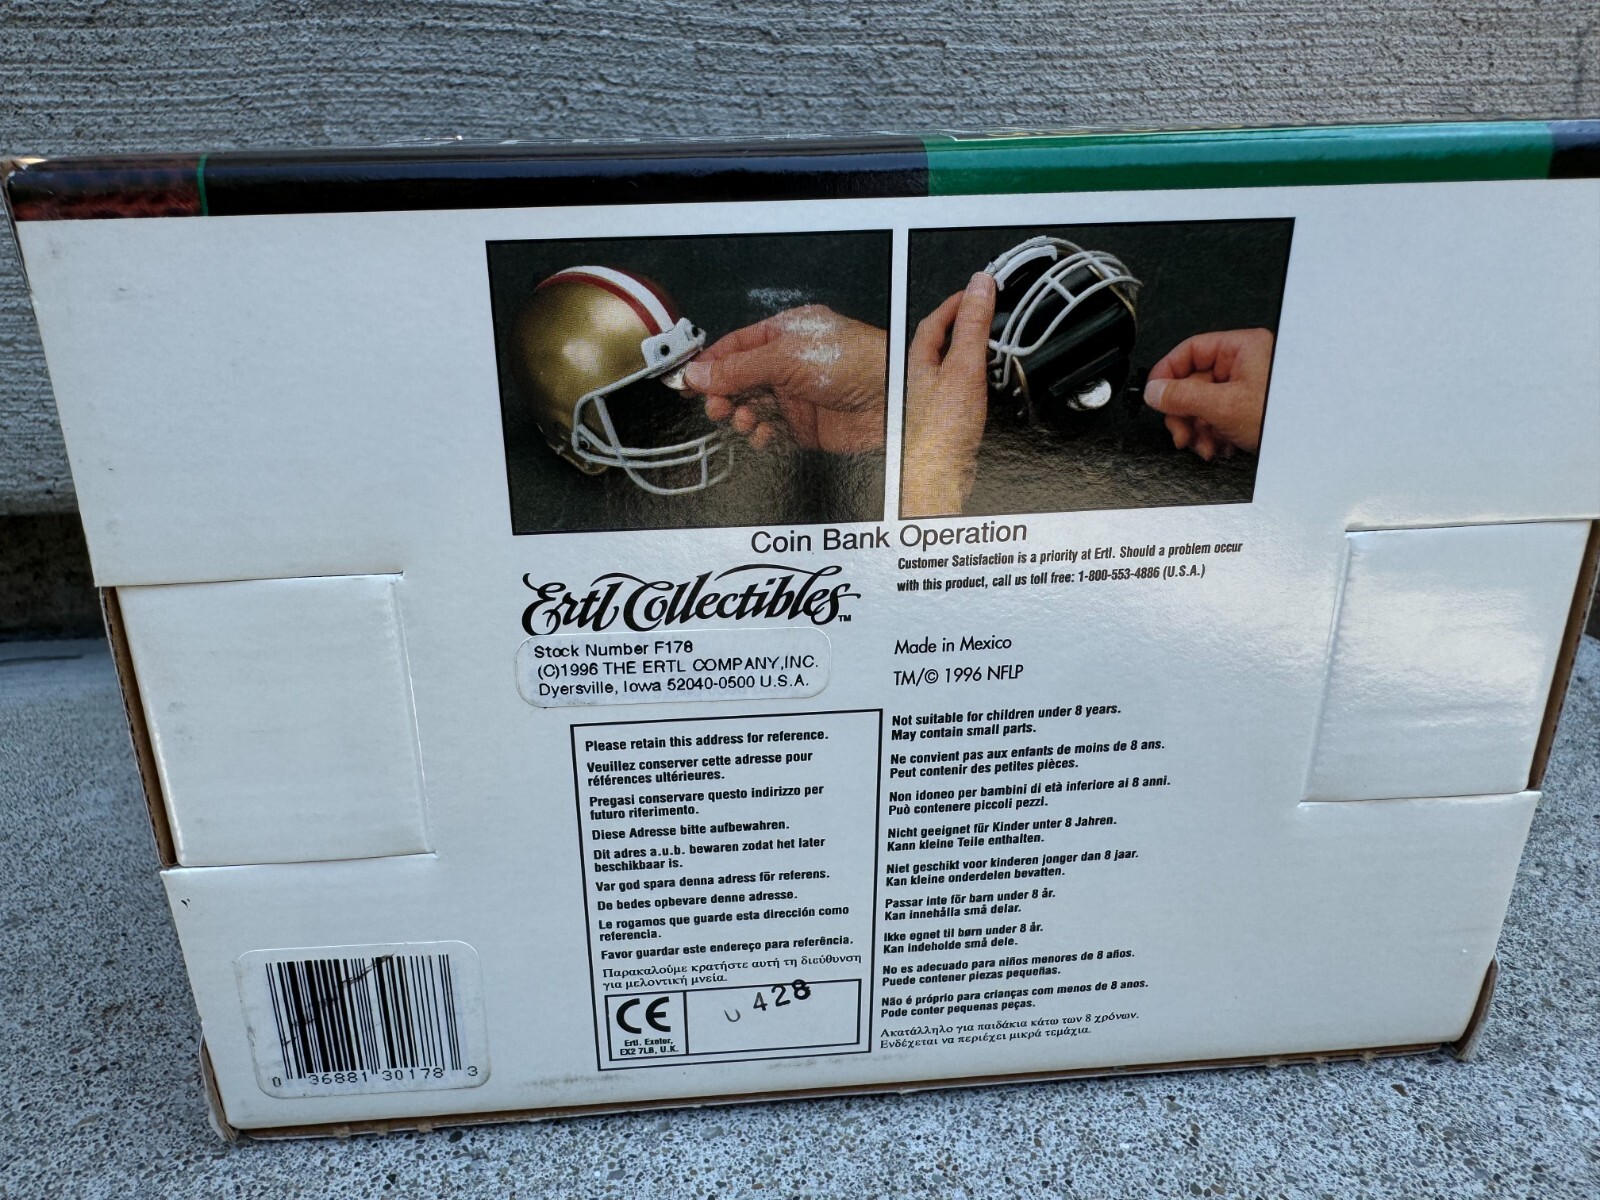 Coin Bank Operation
Ertl Collectibles™
Customer Satisfaction is a priority at Ertl. Should a problem occur
with this product, call us toll free: 1-800-553-4886 (U.S.A.)
Stock Number F178
(C)1996 THE ERTL COMPANY,INC.
Dyersville, Iowa 52040-0500 U.S.A.
Made in Mexico
TM/© 1996 NFLP
Please retain this address for reference.
Veuillez conserver cette adresse pour
références ultérieures.
Pregasi conservare questo indirizzo per
futuro riferimento.
Diese Adresse bitte aufbewahren.
Dit adres a.u.b. bewaren zodat het later
beschikbaar is.
Var god spara denna adress för referens.
De bedes opbevare denne adresse.
Le rogamos que guarde esta dirección como
referencia.
Favor guardar este endereço para referência.
Παρακαλούμε κρατήστε αυτή τη διεύθυνση
για μελοντική μνεία.
CE
Ertl, Exeter,
EX2 7LB, U.K.
428
Not suitable for children under 8 years.
May contain small parts.
Ne convient pas aux enfants de moins de 8 ans.
Peut contenir des petites pièces.
Non idoneo per bambini di età inferiore ai 8 anni.
Può contenere piccoli pezzi.
Nicht geeignet für Kinder unter 8 Jahren.
Kann kleine Teile enthalten.
Niet geschikt voor kinderen jonger dan 8 jaar.
Kan kleine onderdelen bevatten.
Passar inte för barn under 8 år.
Kan innehålla små delar.
Ikke egnet til børn under 8 år.
Kan indeholde små dele.
No es adecuado para niños menores de 8 años.
Puede contener piezas pequeñas.
Não é próprio para crianças com menos de 8 anos.
Pode conter pequenas peças.
Ακατάλληλο για παιδάκια κάτω των 8 χρόνων.
Ενδέχεται να περιέχει μικρά τεμάχια.
0 36881 30178 3